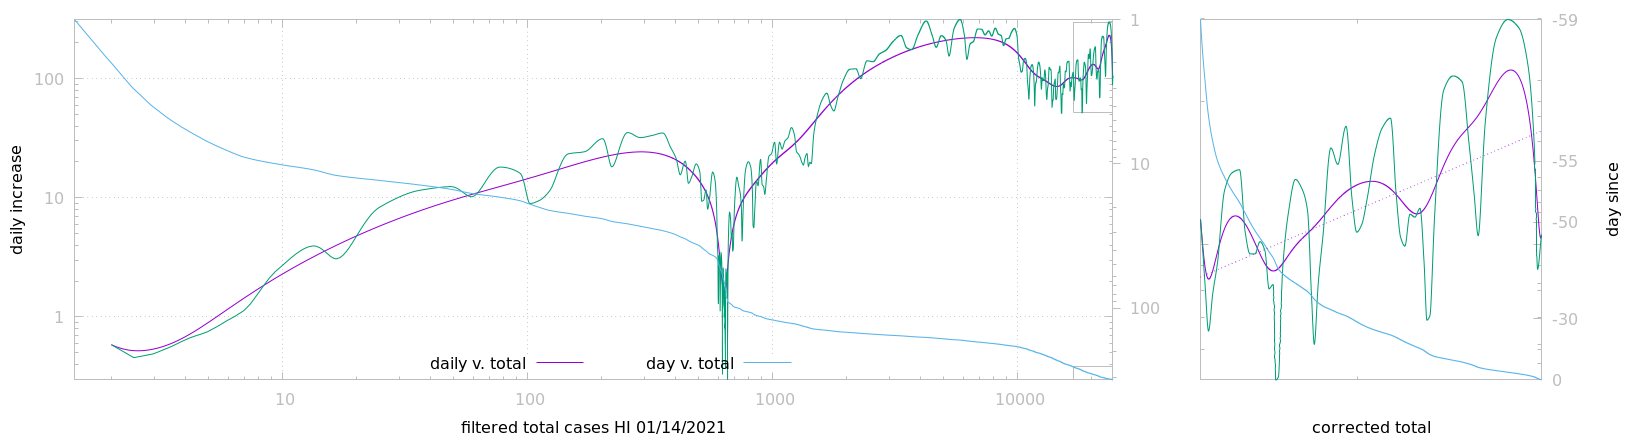 daily increase
100
10
1
daily v. total
day v. total
10
100
1000
10000
filtered total cases HI 01/14/2021
1
10
100
-59
-55
-50
-30
0
day since
corrected total